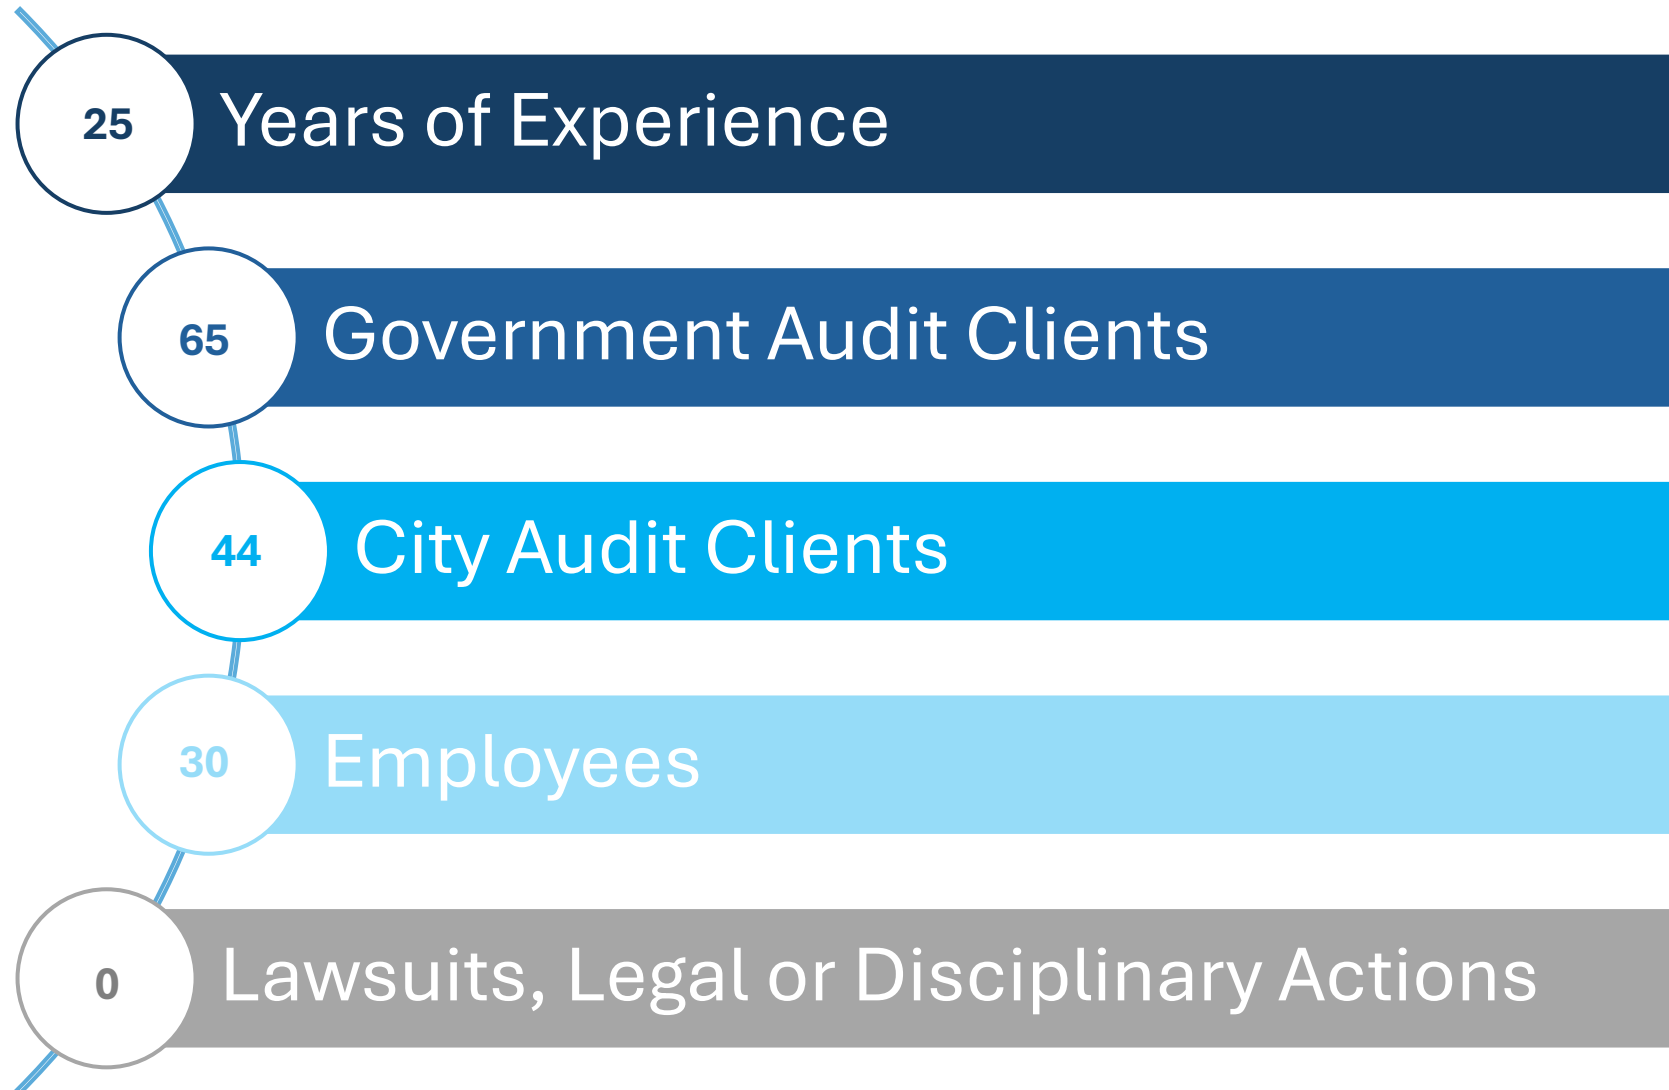 25 Years of Experience
65 Government Audit Clients
44 City Audit Clients
30 Employees
0 Lawsuits, Legal or Disciplinary Actions